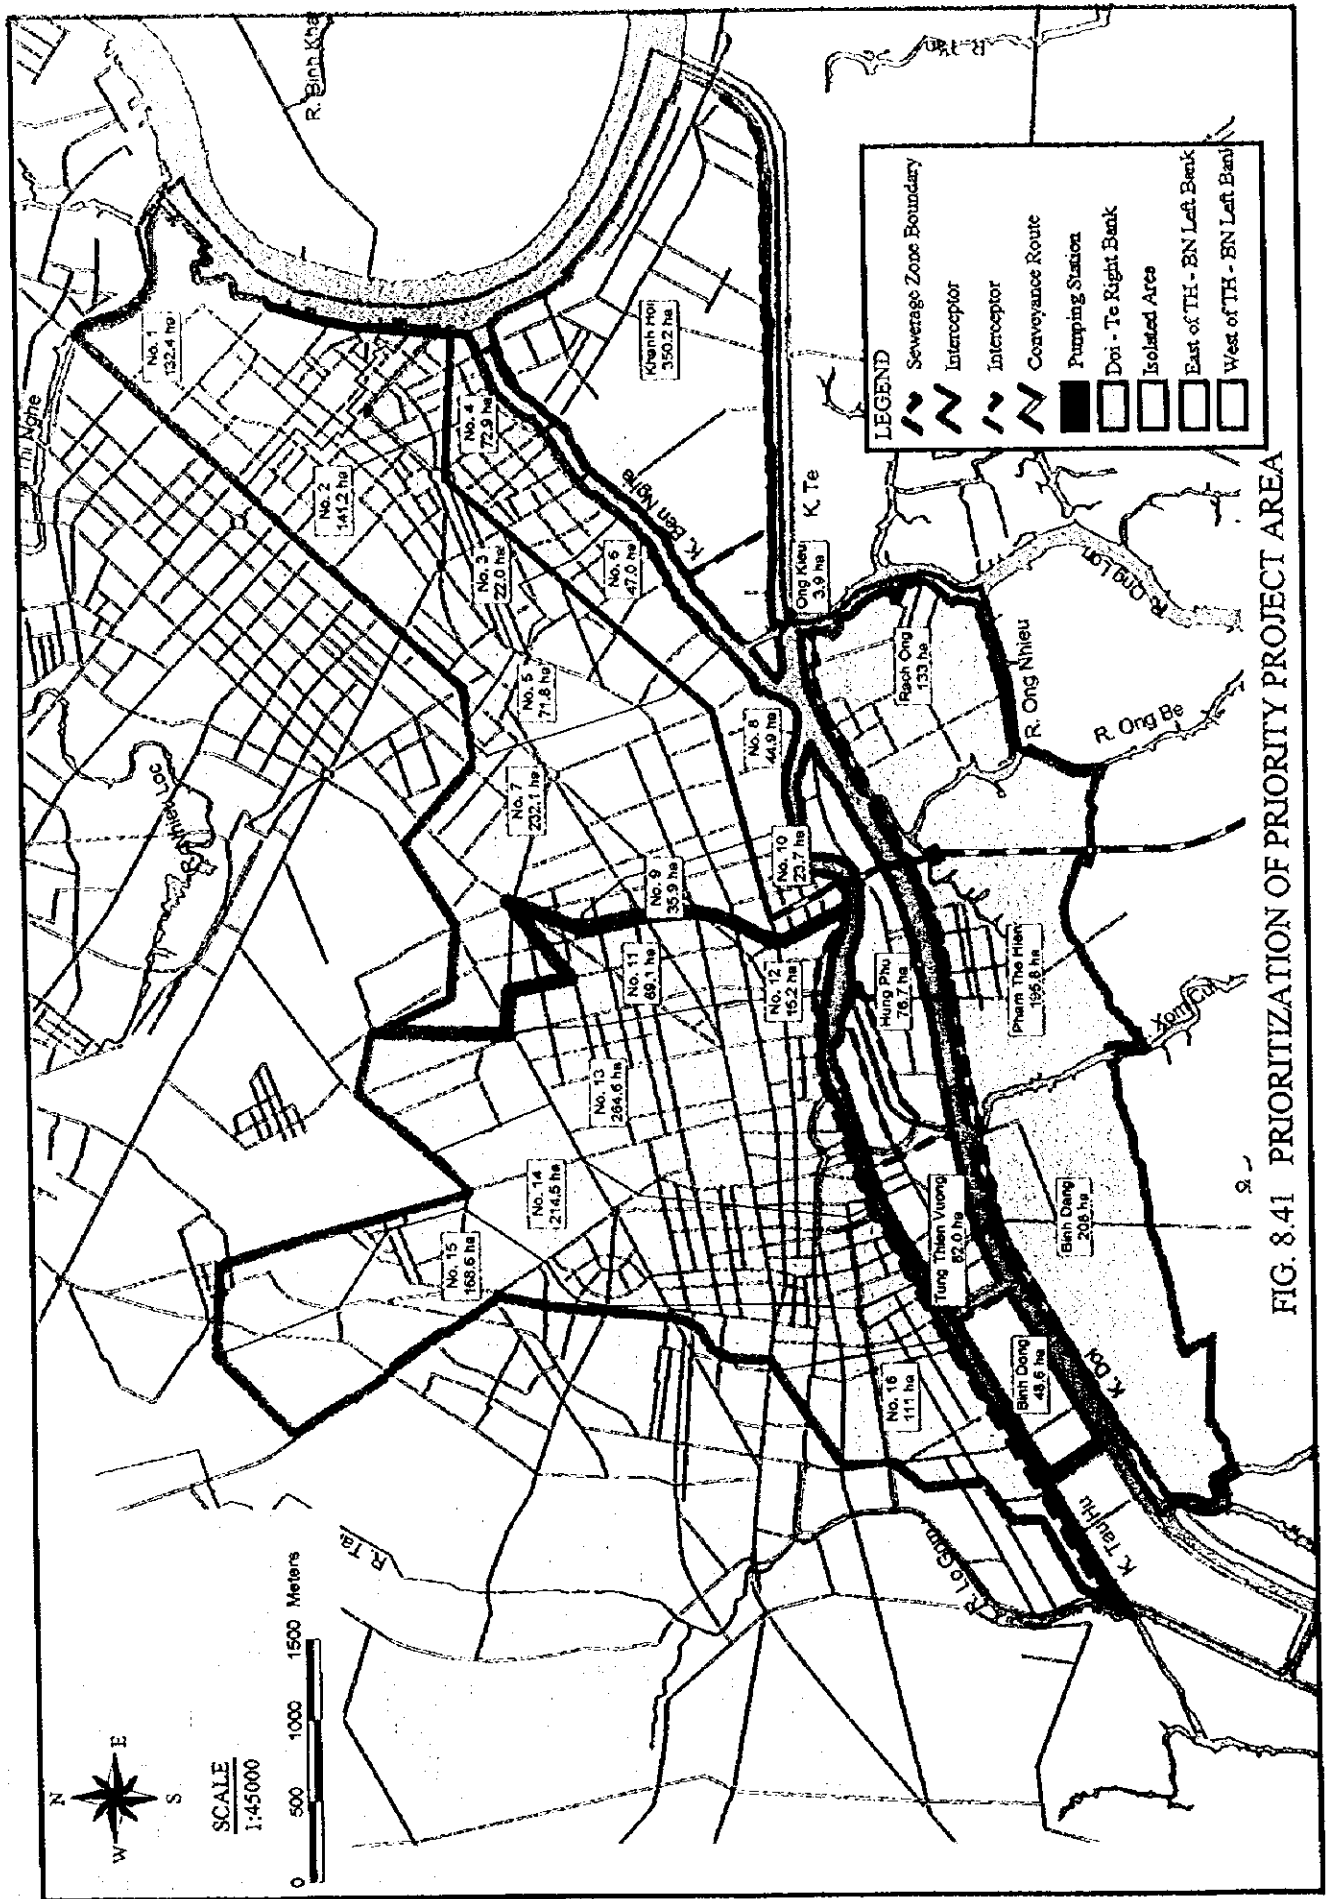 N
W
E
S
SCALE
1:45000
0 500 1000 1500 Meters
R. Binh Kha
Thi Nghe
No. 1
132.4 ha
No. 2
141.2 ha
No. 4
72.9 ha
No. 3
22.0 ha
No. 6
47.0 ha
Khanh Hoi
350.2 ha
K. Ben Nghe
No. 5
71.8 ha
No. 7
232.1 ha
No. 8
44.9 ha
Ong Kieu
3.9 ha
K. Te
Rach Ong
133 ha
R. Ong Nhieu
R. Ong Lon
R. Ong Be
No. 9
35.9 ha
No. 10
23.7 ha
No. 11
69.1 ha
No. 12
15.2 ha
Hung Phu
76.7 ha
Pham The Hien
195.8 ha
No. 13
264.6 ha
No. 14
214.5 ha
No. 15
168.6 ha
Tung Thien Vuong
82.0 ha
Binh Dang
208 ha
Binh Dong
48.6 ha
K. Doi
No. 16
111 ha
K. Tau Hu
R. Lo Gom
LEGEND
Sewerage Zone Boundary
Interceptor
Interceptor
Conveyance Route
Pumping Station
Doi - Te Right Bank
Isolated Area
East of TH - BN Left Bank
West of TH - BN Left Bank
FIG. 8.41 PRIORITIZATION OF PRIORITY PROJECT AREA